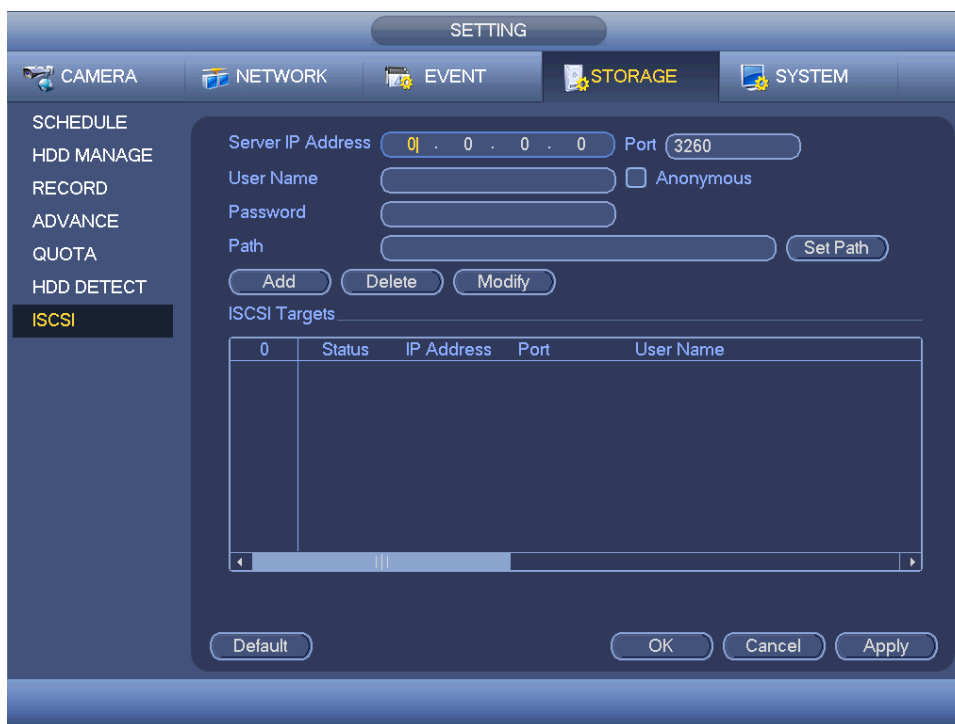 SETTING
CAMERA NETWORK EVENT STORAGE SYSTEM
SCHEDULE
HDD MANAGE
RECORD
ADVANCE
QUOTA
HDD DETECT
ISCSI
Server IP Address 0 . 0 . 0 . 0 Port 3260
User Name Anonymous
Password
Path Set Path
Add Delete Modify
ISCSI Targets
0 Status IP Address Port User Name
Default OK Cancel Apply